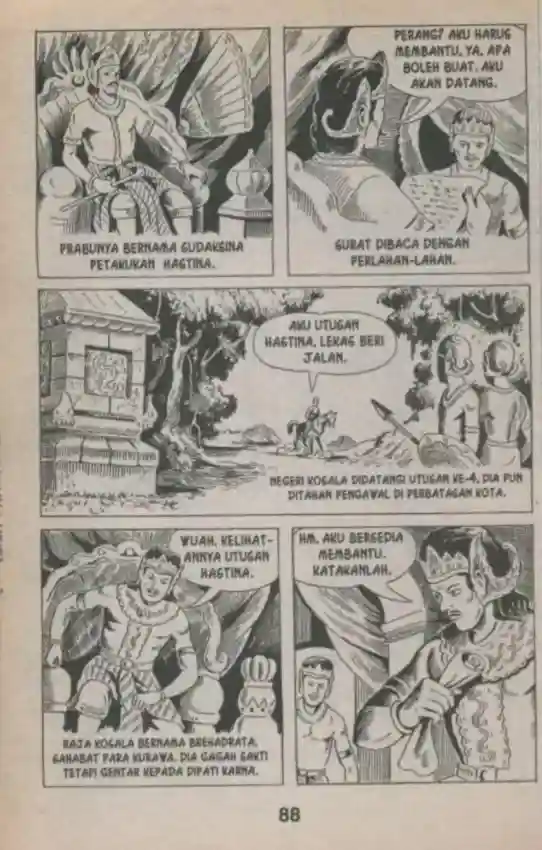 PRABUNYA BERNAMA SUDAKSINA
PETAKUKAN HASTINA.
PERANG? AKU HARUS
MEMBANTU. YA, APA
BOLEH BUAT. AKU
AKAN DATANG.
SURAT DIBACA DENGAN
PERLAHAN-LAHAN.
AKU UTUSAN
HASTINA. LEKAS BERI
JALAN.
NEGERI KOSALA DIDATANGI UTUSAN KE-4. DIA PUN
DITAHAN PENGAWAL DI PERBATASAN KOTA.
WUAH, KELIHAT-
ANNYA UTUSAN
HASTINA.
RAJA KOSALA BERNAMA BREHADRATA.
SAHABAT PARA KURAWA. DIA GAGAH SAKTI
TETAPI GENTAR KEPADA DIPATI KARNA.
HM, AKU BERSEDIA
MEMBANTU.
KATAKANLAH.
88